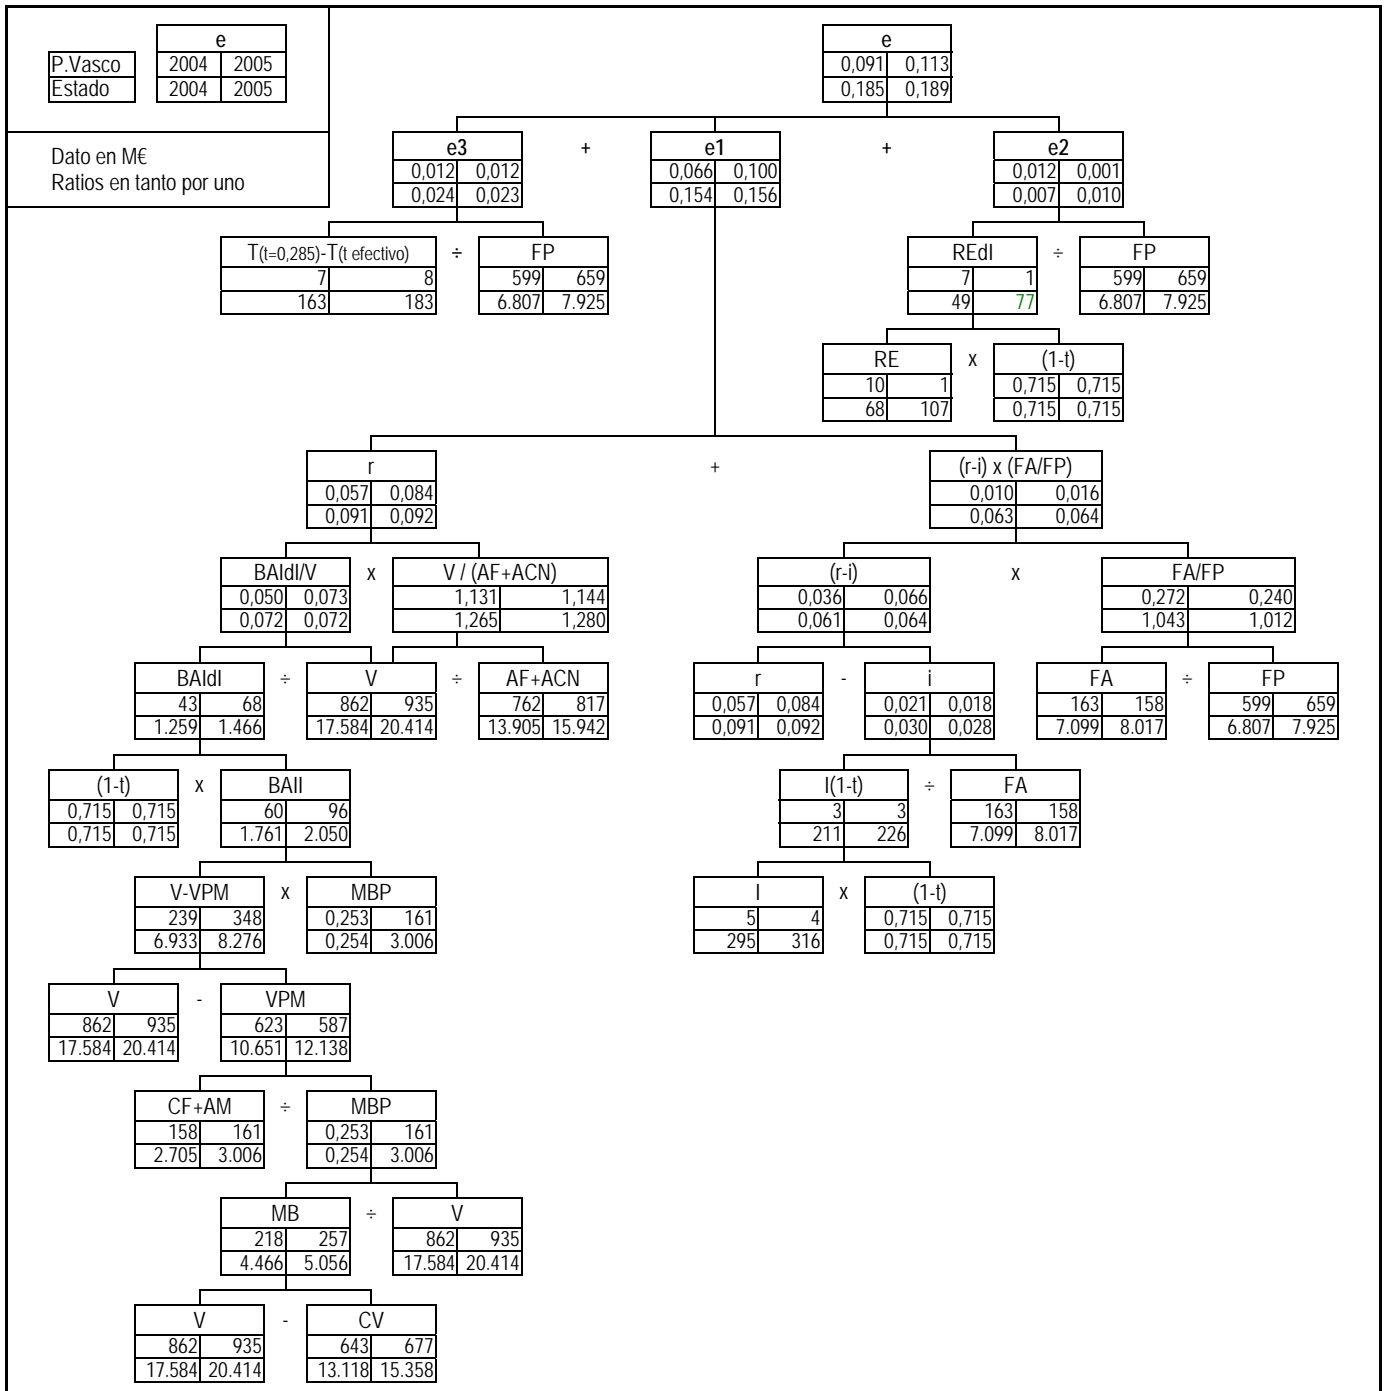 e
P.Vasco 2004 2005
Estado 2004 2005
Dato en M€
Ratios en tanto por uno
e
0,091 0,113
0,185 0,189
e3 + e1 + e2
0,012 0,012 0,066 0,100 0,012 0,001
0,024 0,023 0,154 0,156 0,007 0,010
T(t=0,285)-T(t efectivo) ÷ FP REdI ÷ FP
7 8 599 659 7 1 599 659
163 183 6.807 7.925 49 77 6.807 7.925
RE x (1-t)
10 1 0,715 0,715
68 107 0,715 0,715
r + (r-i) x (FA/FP)
0,057 0,084 0,010 0,016
0,091 0,092 0,063 0,064
BAIdI/V x V / (AF+ACN) (r-i) x FA/FP
0,050 0,073 1,131 1,144 0,036 0,066 0,272 0,240
0,072 0,072 1,265 1,280 0,061 0,064 1,043 1,012
BAIdI ÷ V ÷ AF+ACN r - i FA ÷ FP
43 68 862 935 762 817 0,057 0,084 0,021 0,018 163 158 599 659
1.259 1.466 17.584 20.414 13.905 15.942 0,091 0,092 0,030 0,028 7.099 8.017 6.807 7.925
(1-t) x BAII I(1-t) ÷ FA
0,715 0,715 60 96 3 3 163 158
0,715 0,715 1.761 2.050 211 226 7.099 8.017
V-VPM x MBP I x (1-t)
239 348 0,253 161 5 4 0,715 0,715
6.933 8.276 0,254 3.006 295 316 0,715 0,715
V - VPM
862 935 623 587
17.584 20.414 10.651 12.138
CF+AM ÷ MBP
158 161 0,253 161
2.705 3.006 0,254 3.006
MB ÷ V
218 257 862 935
4.466 5.056 17.584 20.414
V - CV
862 935 643 677
17.584 20.414 13.118 15.358